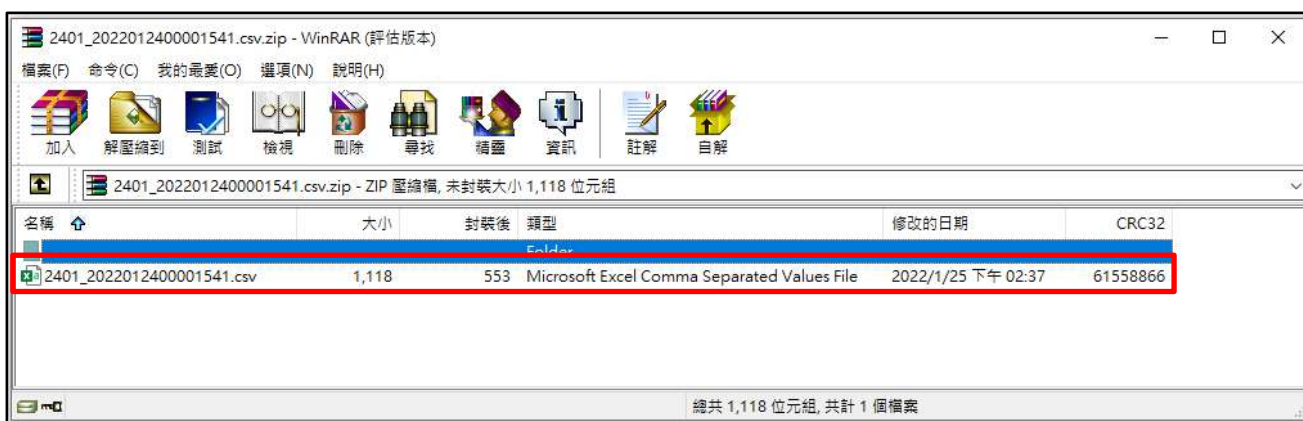 2401_2022012400001541.csv.zip - WinRAR (評估版本)
檔案(F) 命令(C) 我的最愛(O) 選項(N) 說明(H)
加入 解壓縮到 測試 檢視 刪除 尋找 精靈 資訊 註解 自解
2401_2022012400001541.csv.zip - ZIP 壓縮檔, 未封裝大小 1,118 位元組
名稱 大小 封裝後 類型 修改的日期 CRC32
Folder
2401_2022012400001541.csv 1,118 553 Microsoft Excel Comma Separated Values File 2022/1/25 下午 02:37 61558866
總共 1,118 位元組, 共計 1 個檔案